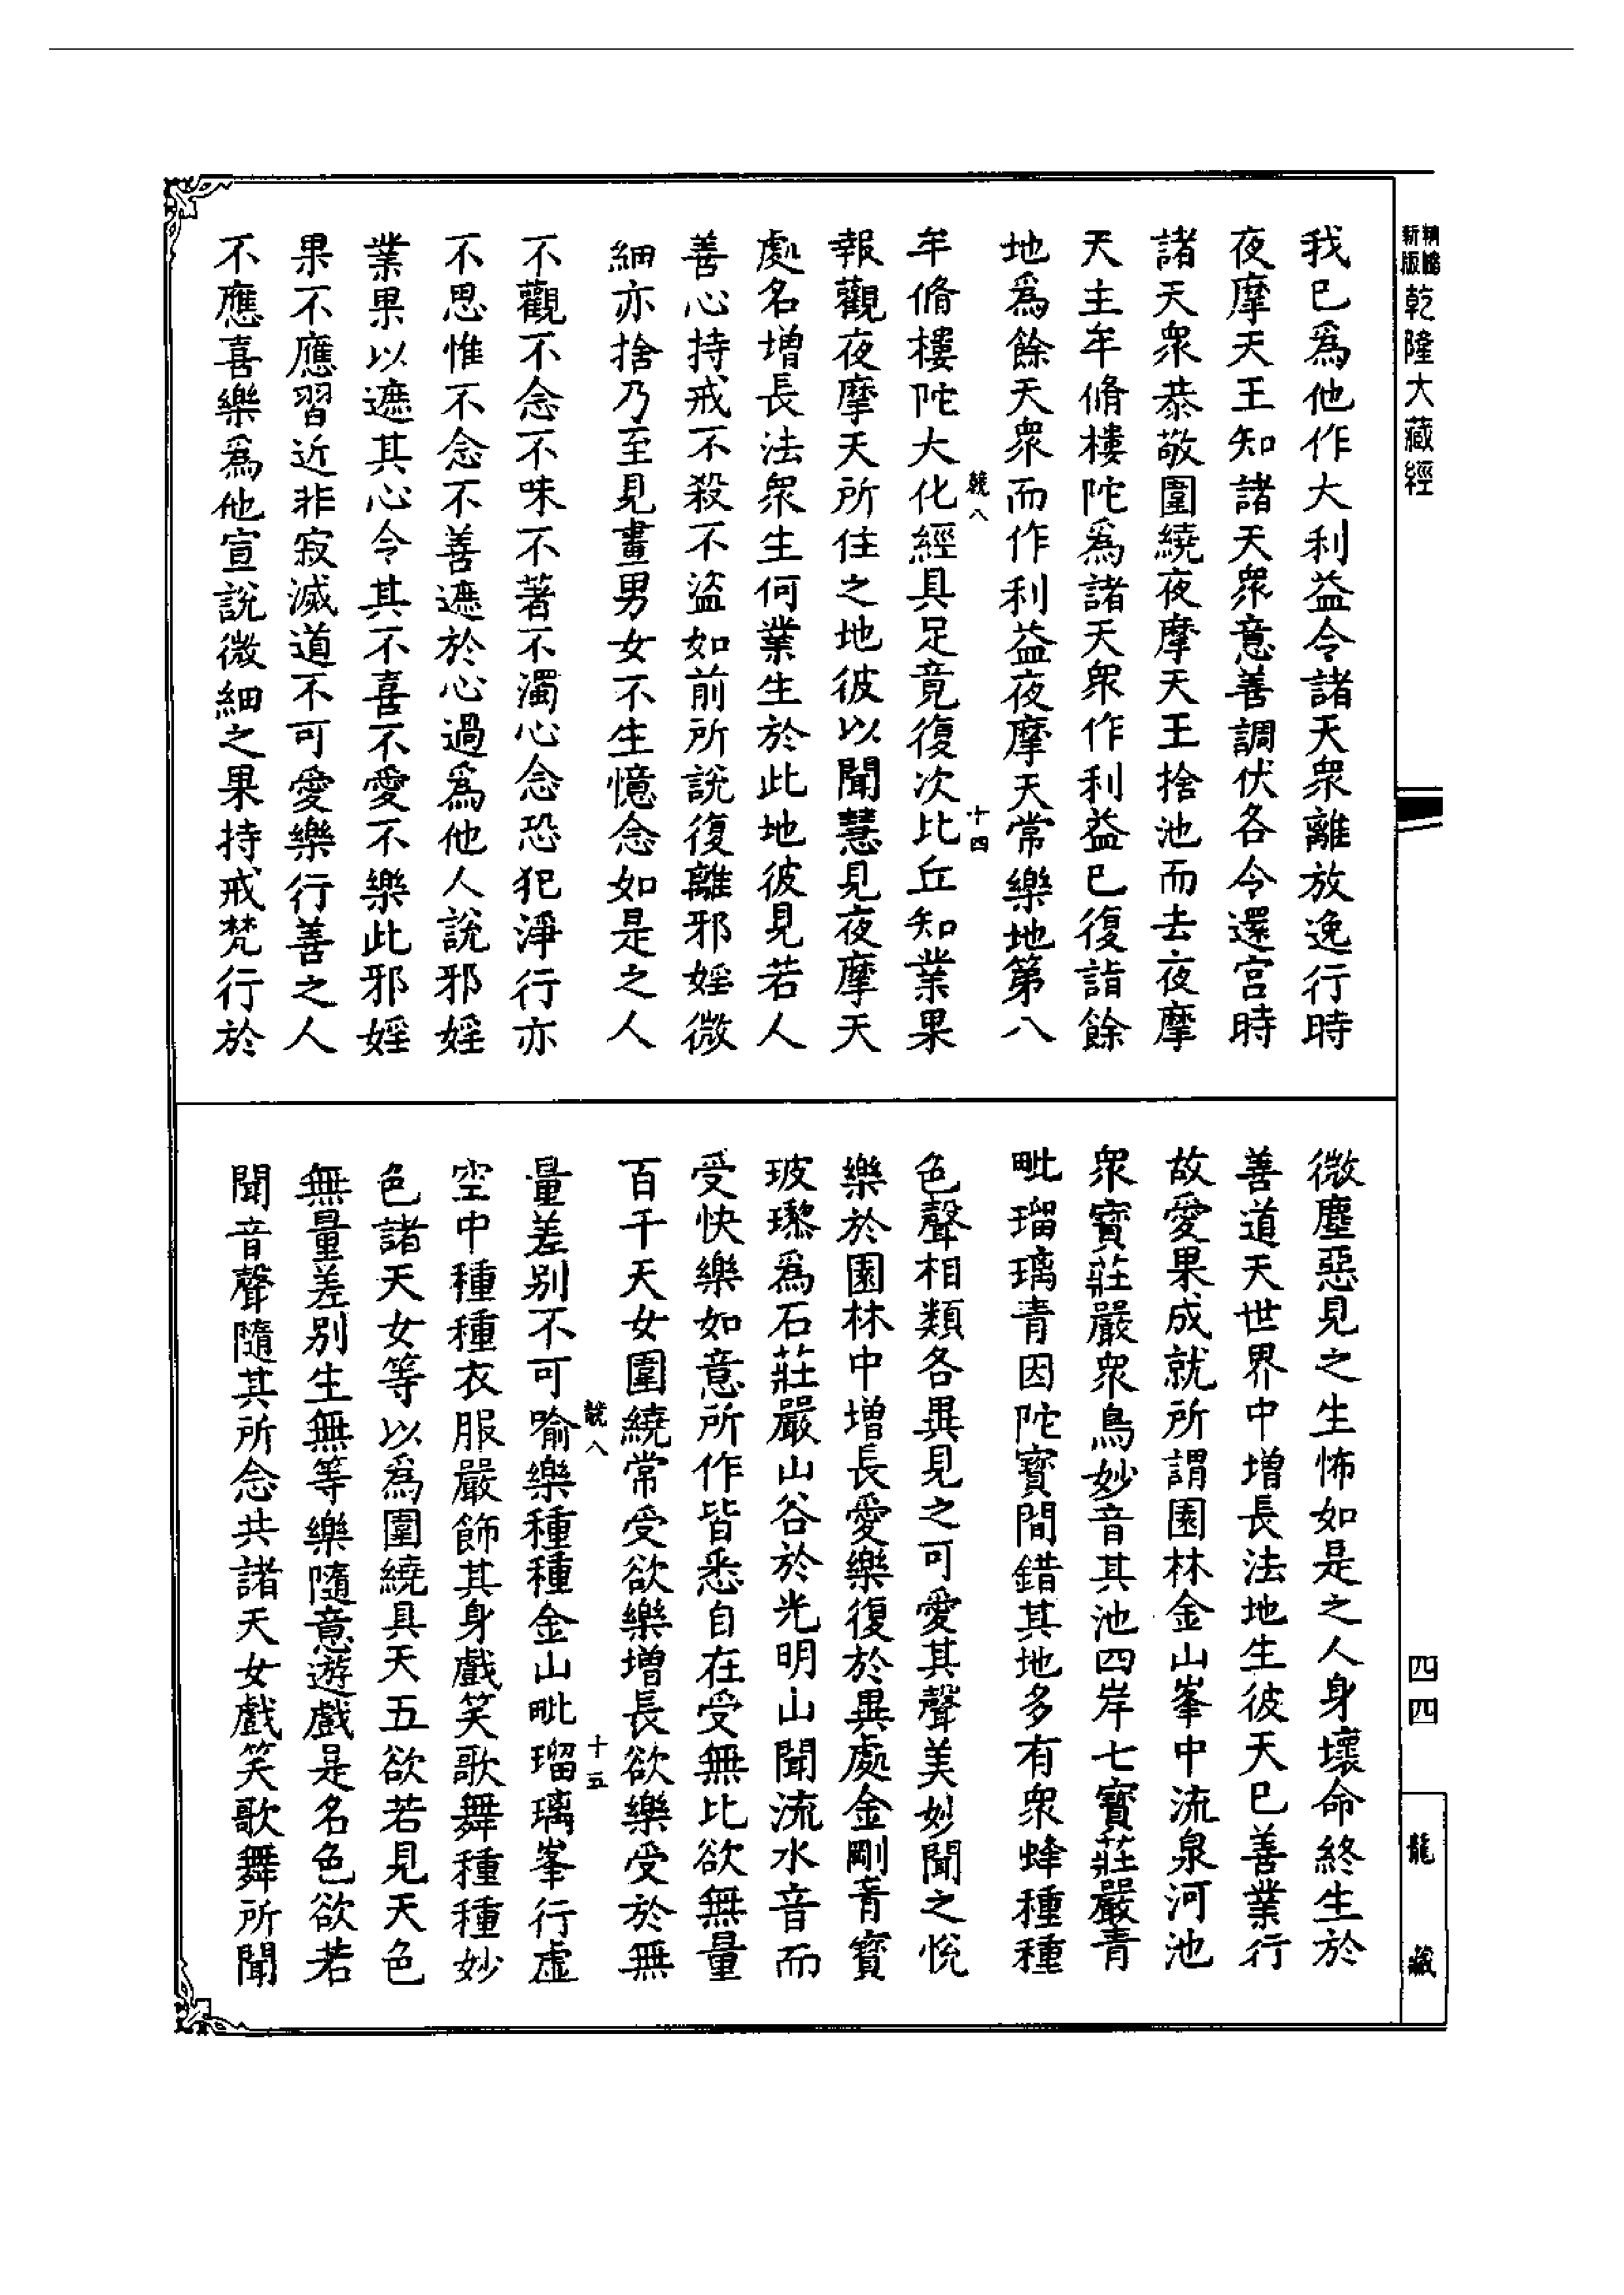 乾隆大藏經
我已爲他作大利益令諸天衆離放逸行時
夜摩天王知諸天衆意善調伏各令還宮時
諸天衆恭敬圍繞夜摩天王捨池而去夜摩
天主牟脩樓陀爲諸天衆作利益已復詣餘
地爲餘天衆而作利益夜摩天常樂地第八
牟脩樓陀大化經具足竟復次比丘知業果
報觀夜摩天所住之地彼以聞慧見夜摩天
處名增長法衆生何業生於此地彼見若人
善心持戒不殺不盜如前所說復離邪婬微
細亦捨乃至見畫男女不生憶念如是之人
不觀不念不味不著不濁心念恐犯淨行亦
不思惟不念不善遮於心過爲他人說邪婬
業果以遮其心令其不喜不愛不樂此邪婬
果不應習近非寂滅道不可愛樂行善之人
不應喜樂爲他宣說微細之果持戒梵行於
十四
微塵惡見之生怖如是之人身壞命終生於
善道天世界中增長法地生彼天已善業行
故愛果成就所謂園林金山峯中流泉河池
衆寶莊嚴衆鳥妙音其池四岸七寶莊嚴青
毗瑠璃青因陀寶間錯其地多有衆蜂種種
色聲相類各異見之可愛其聲美妙聞之悅
樂於園林中增長愛樂復於異處金剛青寶
玻瓈爲石莊嚴山谷於光明山聞流水音而
受快樂如意所作皆悉自在受無比欲無量
百千天女圍繞常受欲樂增長欲樂受於無
量差別不可喻樂種種金山毗瑠璃峯行虛
空中種種衣服嚴飾其身戲笑歌舞種種妙
色諸天女等以爲圍繞具天五欲若見天色
無量差別生無等樂隨意遊戲是名色欲若
聞音聲隨其所念共諸天女戲笑歌舞所聞
十五
四四
龍藏